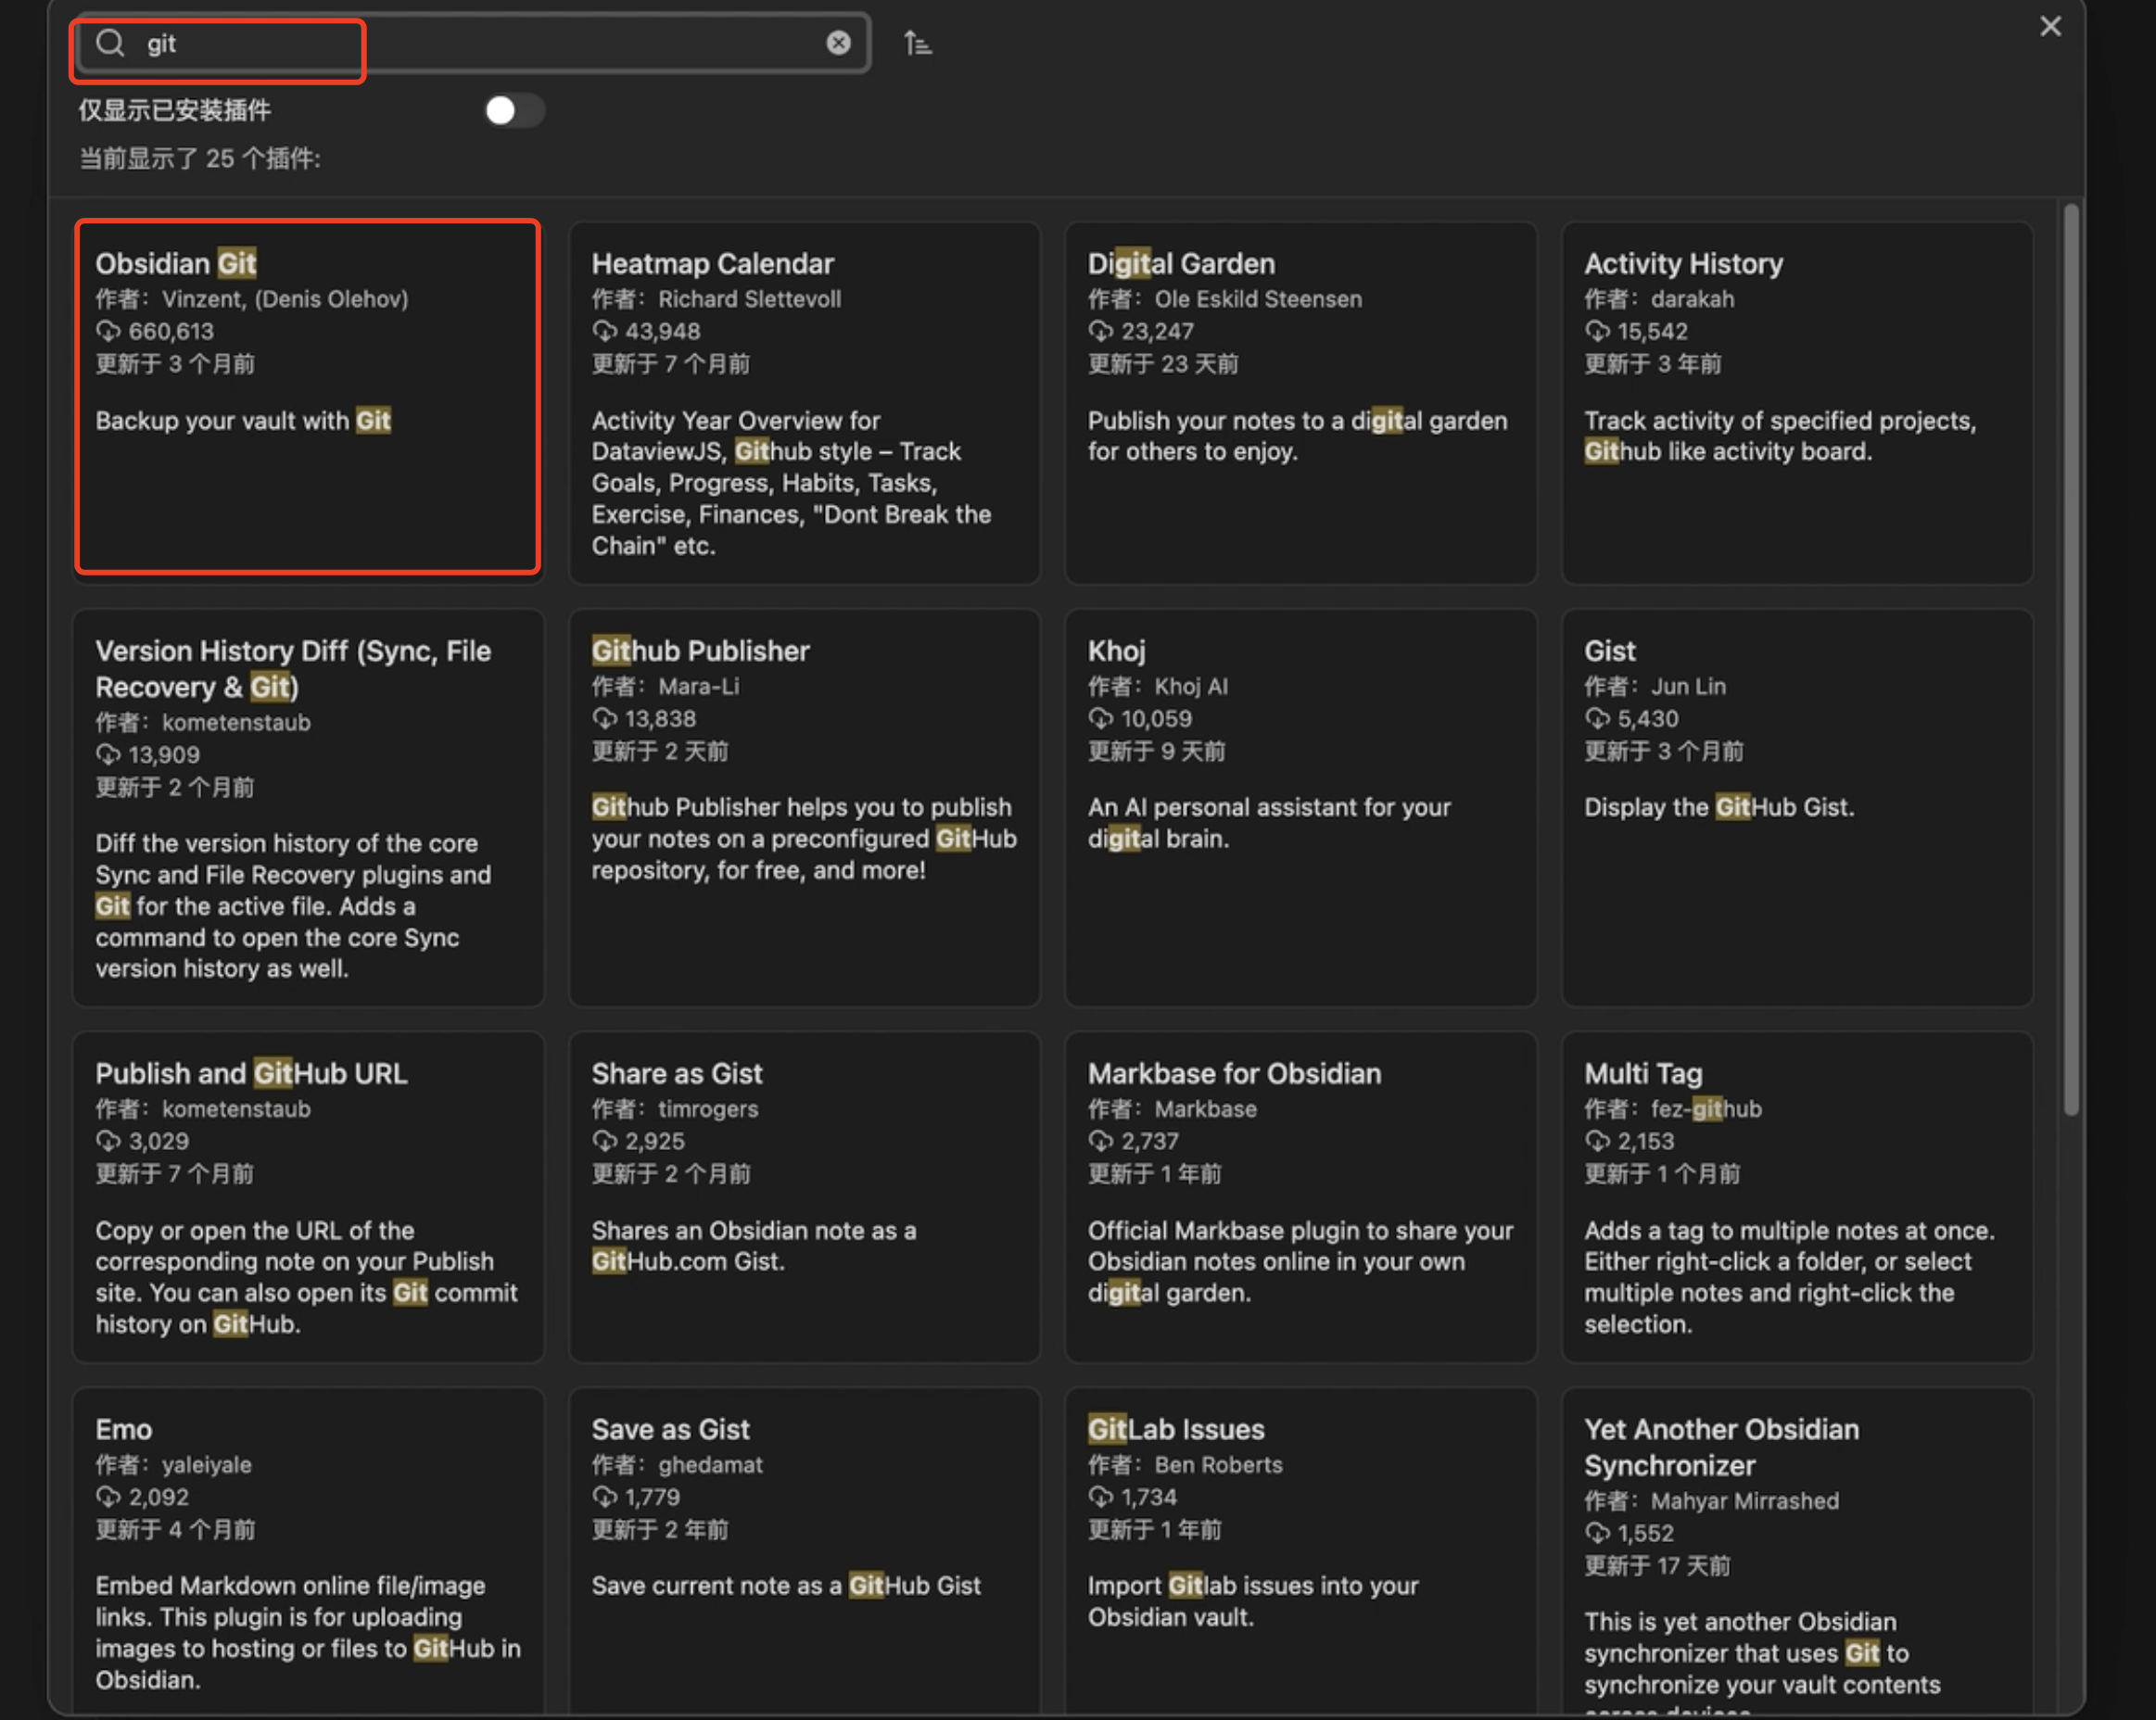 git
仅显示已安装插件
当前显示了 25 个插件:
Obsidian Git
作者：Vinzent, (Denis Olehov)
660,613
更新于 3 个月前
Backup your vault with Git
Heatmap Calendar
作者：Richard Slettevoll
43,948
更新于 7 个月前
Activity Year Overview for
DataviewJS, Github style – Track
Goals, Progress, Habits, Tasks,
Exercise, Finances, "Dont Break the
Chain" etc.
Digital Garden
作者：Ole Eskild Steensen
23,247
更新于 23 天前
Publish your notes to a digital garden
for others to enjoy.
Activity History
作者：darakah
15,542
更新于 3 年前
Track activity of specified projects,
Github like activity board.
Version History Diff (Sync, File
Recovery & Git)
作者：kometenstaub
13,909
更新于 2 个月前
Diff the version history of the core
Sync and File Recovery plugins and
Git for the active file. Adds a
command to open the core Sync
version history as well.
Github Publisher
作者：Mara-Li
13,838
更新于 2 天前
Github Publisher helps you to publish
your notes on a preconfigured GitHub
repository, for free, and more!
Khoj
作者：Khoj AI
10,059
更新于 9 天前
An AI personal assistant for your
digital brain.
Gist
作者：Jun Lin
5,430
更新于 3 个月前
Display the GitHub Gist.
Publish and GitHub URL
作者：kometenstaub
3,029
更新于 7 个月前
Copy or open the URL of the
corresponding note on your Publish
site. You can also open its Git commit
history on GitHub.
Share as Gist
作者：timrogers
2,925
更新于 2 个月前
Shares an Obsidian note as a
GitHub.com Gist.
Markbase for Obsidian
作者：Markbase
2,737
更新于 1 年前
Official Markbase plugin to share your
Obsidian notes online in your own
digital garden.
Multi Tag
作者：fez-github
2,153
更新于 1 个月前
Adds a tag to multiple notes at once.
Either right-click a folder, or select
multiple notes and right-click the
selection.
Emo
作者：yaleiyale
2,092
更新于 4 个月前
Embed Markdown online file/image
links. This plugin is for uploading
images to hosting or files to GitHub in
Obsidian.
Save as Gist
作者：ghedamat
1,779
更新于 2 年前
Save current note as a GitHub Gist
GitLab Issues
作者：Ben Roberts
1,734
更新于 1 年前
Import Gitlab issues into your
Obsidian vault.
Yet Another Obsidian
Synchronizer
作者：Mahyar Mirrashed
1,552
更新于 17 天前
This is yet another Obsidian
synchronizer that uses Git to
synchronize your vault contents